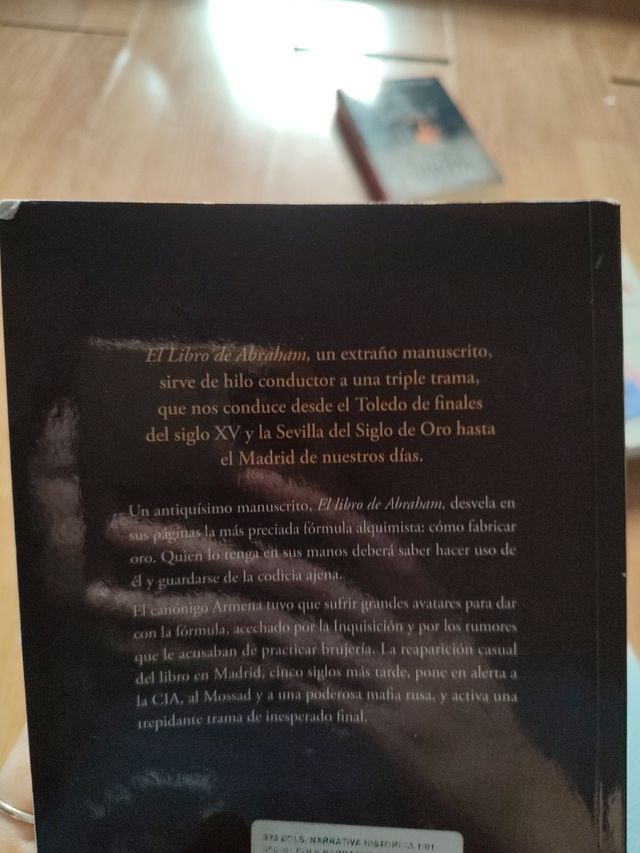 El Libro de Abraham, un extraño manuscrito,
sirve de hilo conductor a una triple trama,
que nos conduce desde el Toledo de finales
del siglo XV y la Sevilla del Siglo de Oro hasta
el Madrid de nuestros días.
Un antiquísimo manuscrito, El libro de Abraham, desvela en
sus páginas la más preciada fórmula alquimista: cómo fabricar
oro. Quien lo tenga en sus manos deberá saber hacer uso de
él y guardarse de la codicia ajena.
El canónigo Armena tuvo que sufrir grandes avatares para dar
con la fórmula, acechado por la Inquisición y por los rumores
que le acusaban de practicar brujería. La reaparición casual
del libro en Madrid, cinco siglos más tarde, pone en alerta a
la CIA, al Mossad y a una poderosa mafia rusa, y activa una
trepidante trama de inesperado final.
393 BOLS. NARRATIVA HISTORICA 1/01